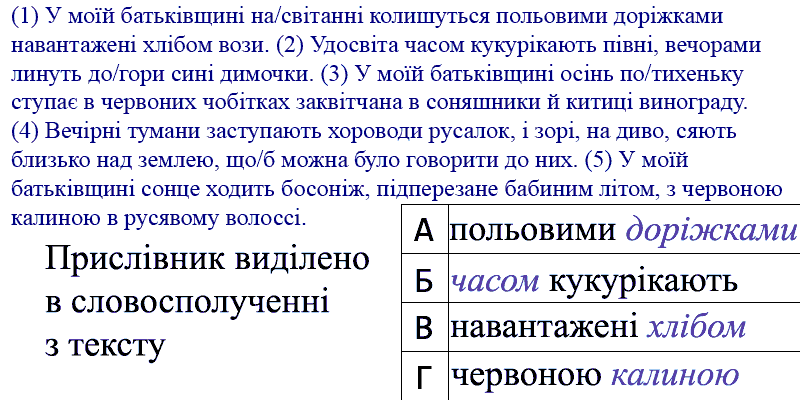 (1) У моїй батьківщині на/світанні колишуться польовими доріжками
навантажені хлібом вози. (2) Удосвіта часом кукурікають півні, вечорами
линуть до/гори сині димочки. (3) У моїй батьківщині осінь по/тихеньку
ступає в червоних чобітках заквітчана в соняшники й китиці винограду.
(4) Вечірні тумани заступають хороводи русалок, і зорі, на диво, сяють
близько над землею, що/б можна було говорити до них. (5) У моїй
батьківщині сонце ходить босоніж, підперезане бабиним літом, з червоною
калиною в русявому волоссі.
Прислівник виділено
в словосполученні
з тексту
А польовими доріжками
Б часом кукурікають
В навантажені хлібом
Г червоною калиною